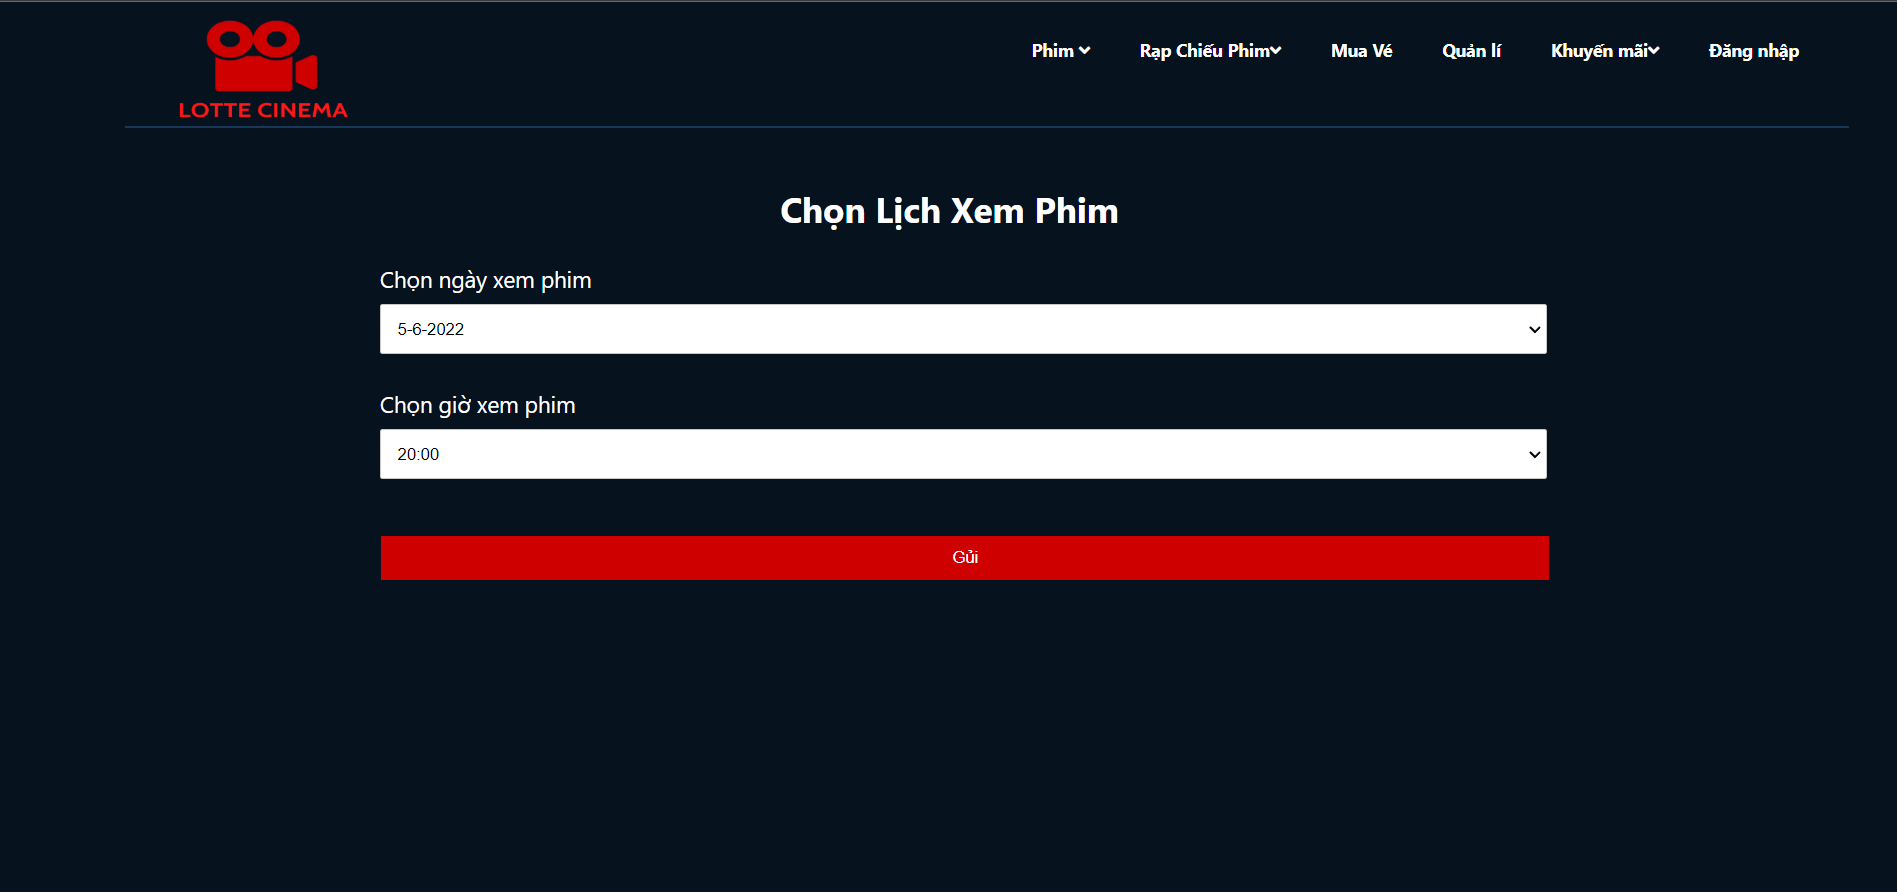 LOTTE CINEMA
Phim Rạp Chiếu Phim Mua Vé Quản lí Khuyến mãi Đăng nhập
Chọn Lịch Xem Phim
Chọn ngày xem phim
5-6-2022
Chọn giờ xem phim
20:00
Gủi